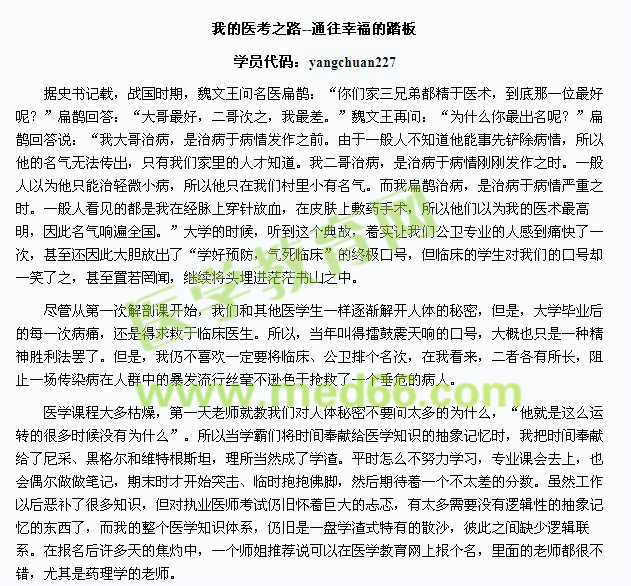 我的医考之路--通往幸福的踏板
学员代码：yangchuan227
据史书记载，战国时期，魏文王问名医扁鹊：“你们家三兄弟都精于医术，到底那一位最好
呢？”扁鹊回答：“大哥最好，二哥次之，我最差。”魏文王再问：“为什么你最出名呢？”扁
鹊回答说：“我大哥治病，是治病于病情发作之前。由于一般人不知道他能事先铲除病情，所以
他的名气无法传出，只有我们家里的人才知道。我二哥治病，是治病于病情刚刚发作之时。一般
人以为他只能治轻微小病，所以他只在我们村里小有名气。而我扁鹊治病，是治病于病情严重之
时。一般人看见的都是我在经脉上穿针放血，在皮肤上敷药手术，所以他们以为我的医术最高
明，因此名气响遍全国。”大学的时候，听到这个典故，着实让我们公卫专业的人感到痛快了一
次，甚至还因此大胆放出了“学好预防，气死临床”的终极口号，但临床的学生对我们的口号却
一笑了之，甚至置若罔闻，继续将头埋进茫茫书山之中。
尽管从第一次解剖课开始，我们和其他医学生一样逐渐解开人体的秘密，但是，大学毕业后
的每一次病痛，还是得求救于临床医生。所以，当年叫得擂鼓震天响的口号，大概也只是一种精
神胜利法罢了。但是，我仍不喜欢一定要将临床、公卫排个名次，在我看来，二者各有所长，阻
止一场传染病在人群中的暴发流行丝毫不逊色于抢救了一个垂危的病人。
医学课程大多枯燥，第一天老师就教我们对人体秘密不要问太多的为什么，“他就是这么运
转的很多时候没有为什么”。所以当学霸们将时间奉献给医学知识的抽象记忆时，我把时间奉献
给了尼采、黑格尔和维特根斯坦，理所当然成了学渣。平时怎么不努力学习，专业课会去上，也
会偶尔做做笔记，期末时才开始突击、临时抱抱佛脚，然后期待着一个不太差的分数。虽然工作
以后恶补了很多知识，但对执业医师考试仍旧怀着巨大的忐忑，有太多需要没有逻辑性的抽象记
忆的东西了，而我的整个医学知识体系，仍旧是一盘学渣式特有的散沙，彼此之间缺少逻辑联
系。在报名后许多天的焦灼中，一个师姐推荐说可以在医学教育网上报个名，里面的老师都很不
错，尤其是药理学的老师。
医学教育网
www.med66.com